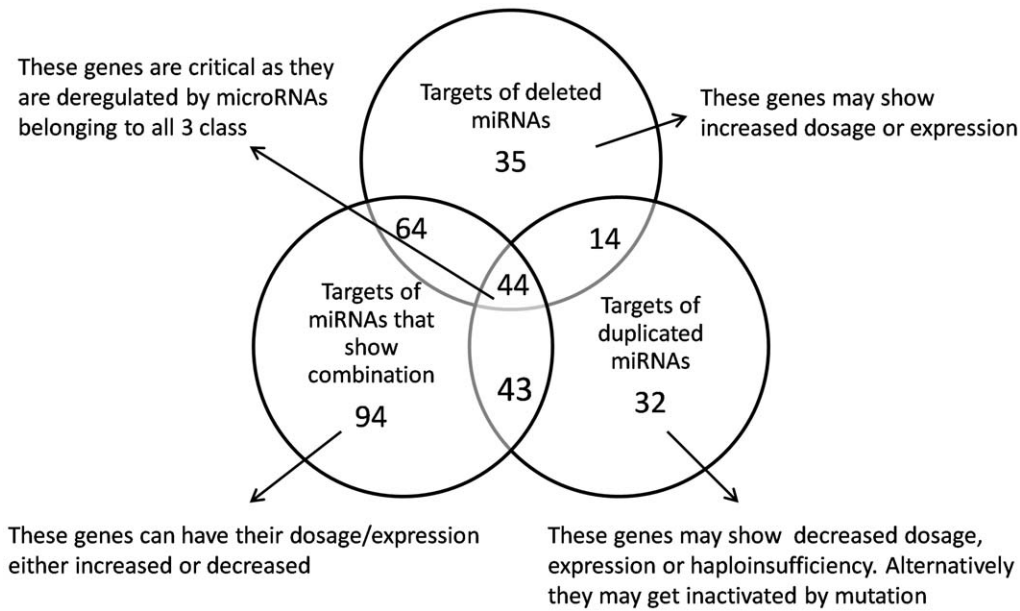 These genes are critical as they
are deregulated by microRNAs
belonging to all 3 class
Targets of deleted
miRNAs
35
These genes may show
increased dosage or expression
64
14
44
Targets of
miRNAs that
show
combination
94
43
Targets of
duplicated
miRNAs
32
These genes can have their dosage/expression
either increased or decreased
These genes may show decreased dosage,
expression or haploinsufficiency. Alternatively
they may get inactivated by mutation